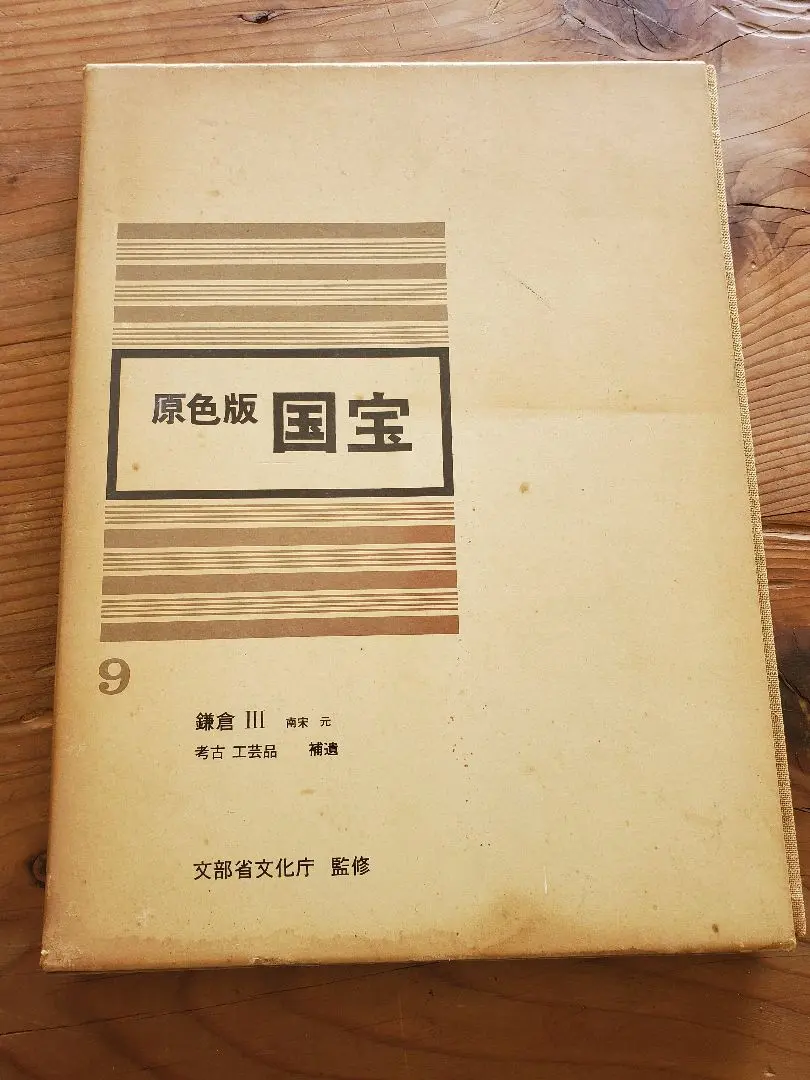 原色版 国宝
9
鎌倉 III 南宋 元
考古 工芸品 補遺
文部省文化庁 監修